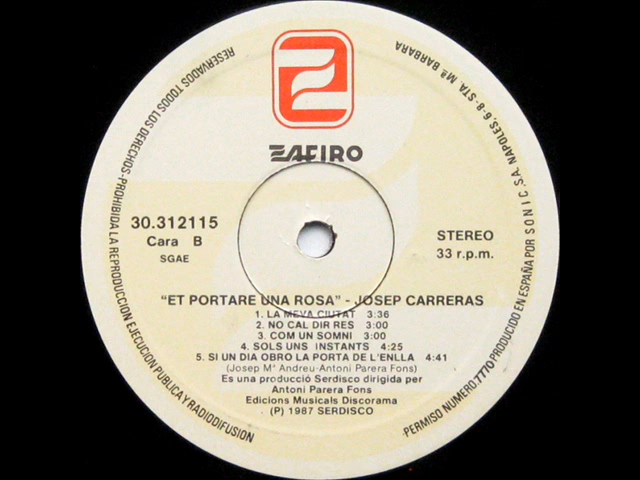 ZAFIRO
30.312115
Cara B
SGAE
STEREO
33 r.p.m.
"ET PORTARE UNA ROSA" - JOSEP CARRERAS
1. LA MEVA CIUTAT 3:36
2. NO CAL DIR RES 3:00
3. COM UN SOMNI 3:00
4. SOLS UNS INSTANTS 4:25
5. SI UN DIA OBRO LA PORTA DE L'ENLLA 4:41
(Josep Mª Andreu-Antoni Parera Fons)
Es una producció Serdisco dirigida per
Antoni Parera Fons
Edicions Musicals Discorama
(P) 1987 SERDISCO
RESERVADOS TODOS LOS DERECHOS-PROHIBIDA LA REPRODUCCION, EJECUCION PUBLICA Y RADIODIFUSION
PERMISO NUMERO 7770 PRODUCIDO EN ESPAÑA POR SONIC S.A. NAPOLES, 6-8-STA. Mª BARBARA